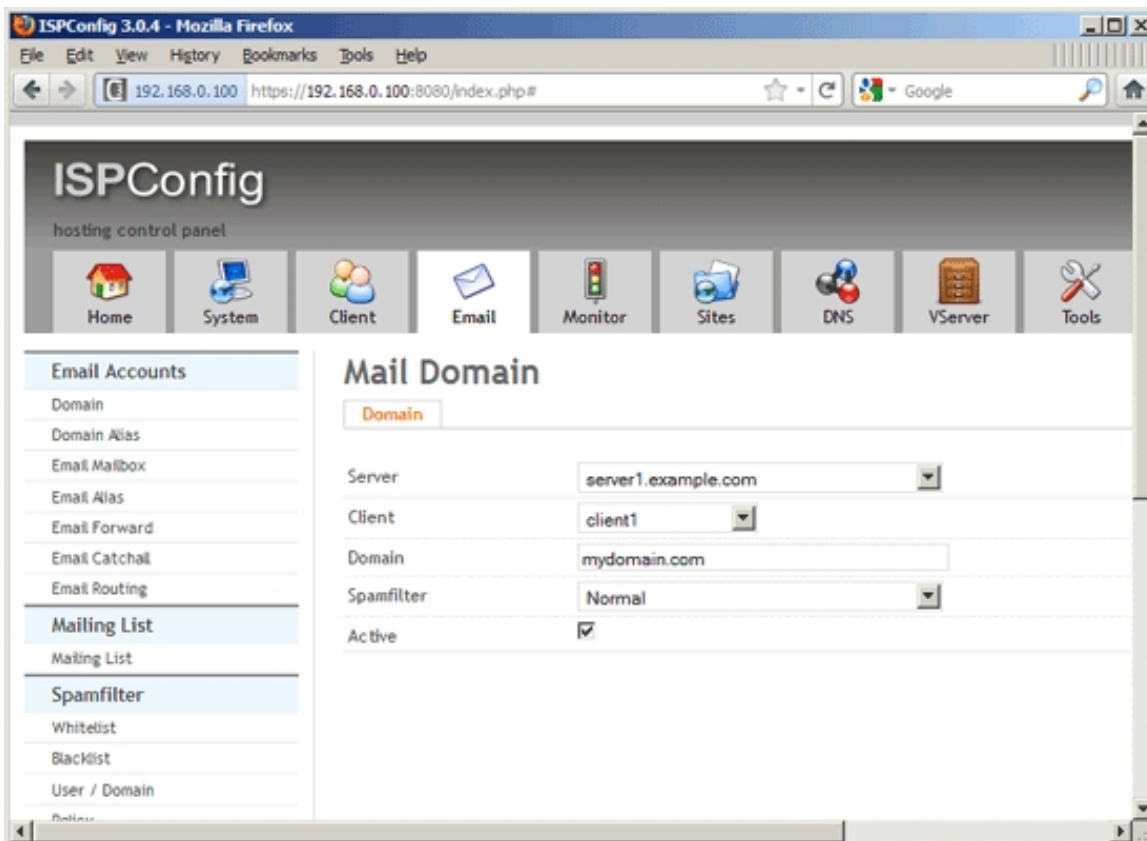 ISPConfig 3.0.4 - Mozilla Firefox
File Edit View History Bookmarks Tools Help
192.168.0.100 https://192.168.0.100:8080/index.php# Google
ISPConfig
hosting control panel
Home System Client Email Monitor Sites DNS VServer Tools
Email Accounts
Domain
Domain Alias
Email Mailbox
Email Alias
Email Forward
Email Catchall
Email Routing
Mailing List
Mailing List
Spamfilter
Whitelist
Blacklist
User / Domain
Policy
Mail Domain
Domain
Server server1.example.com
Client client1
Domain mydomain.com
Spamfilter Normal
Active